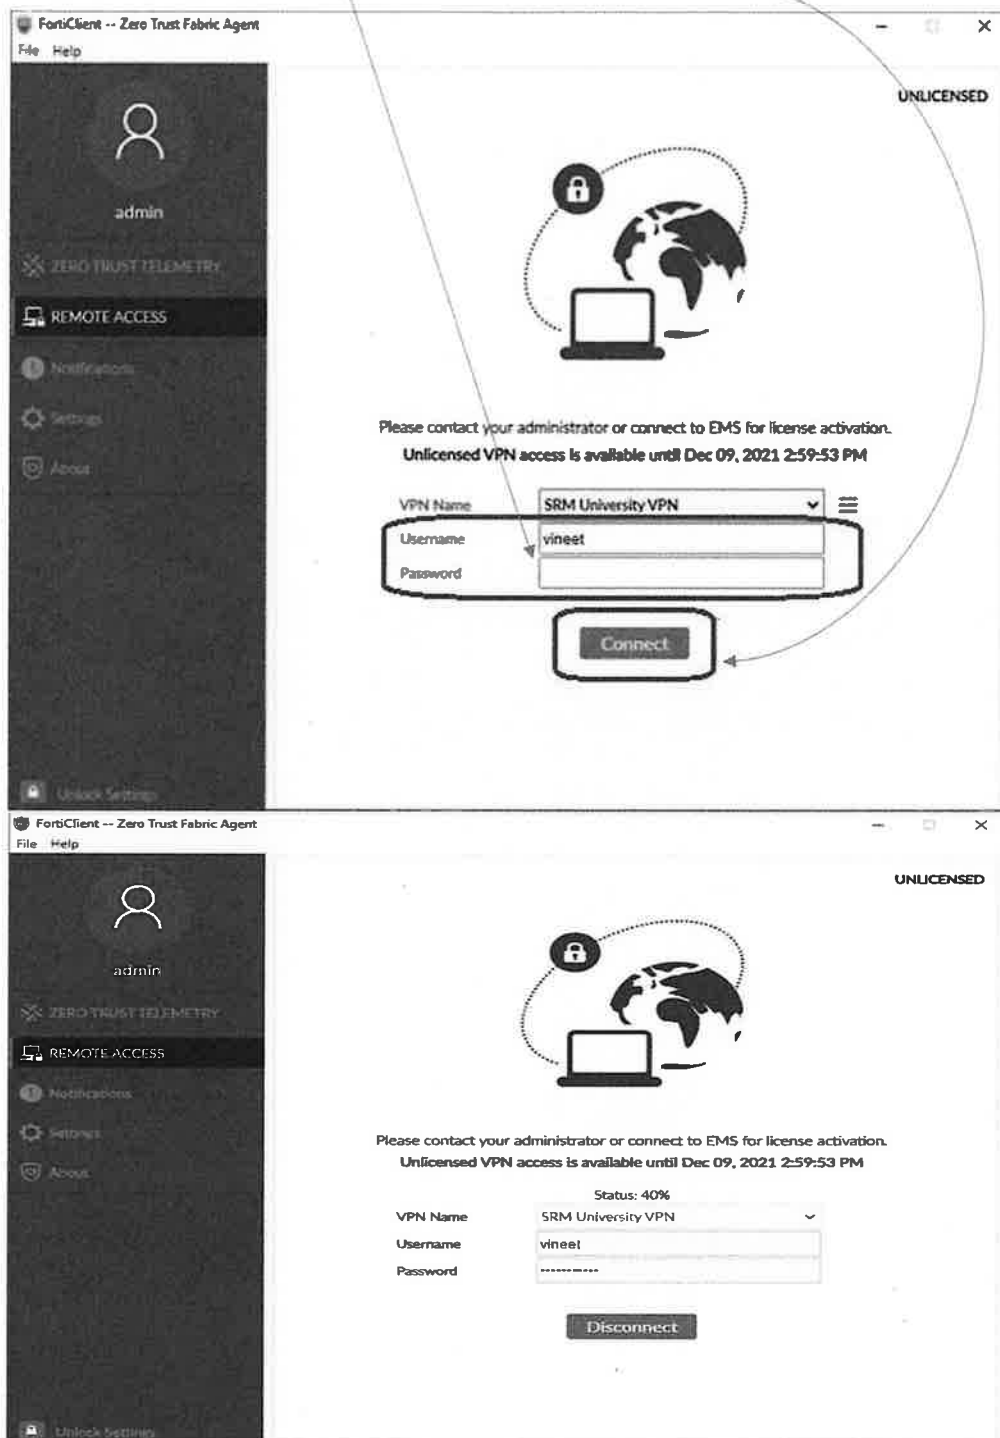 FortiClient -- Zero Trust Fabric Agent
File Help
UNLICENSED
admin
ZERO TRUST TELEMETRY
REMOTE ACCESS
Notifications
Settings
About
Please contact your administrator or connect to EMS for license activation.
Unlicensed VPN access is available until Dec 09, 2021 2:59:53 PM
VPN Name SRM University VPN
Username vineet
Password
Connect
Unlock Settings
FortiClient -- Zero Trust Fabric Agent
File Help
UNLICENSED
admin
ZERO TRUST TELEMETRY
REMOTE ACCESS
Notifications
Settings
About
Please contact your administrator or connect to EMS for license activation.
Unlicensed VPN access is available until Dec 09, 2021 2:59:53 PM
Status: 40%
VPN Name SRM University VPN
Username vineet
Password
Disconnect
Unlock Settings